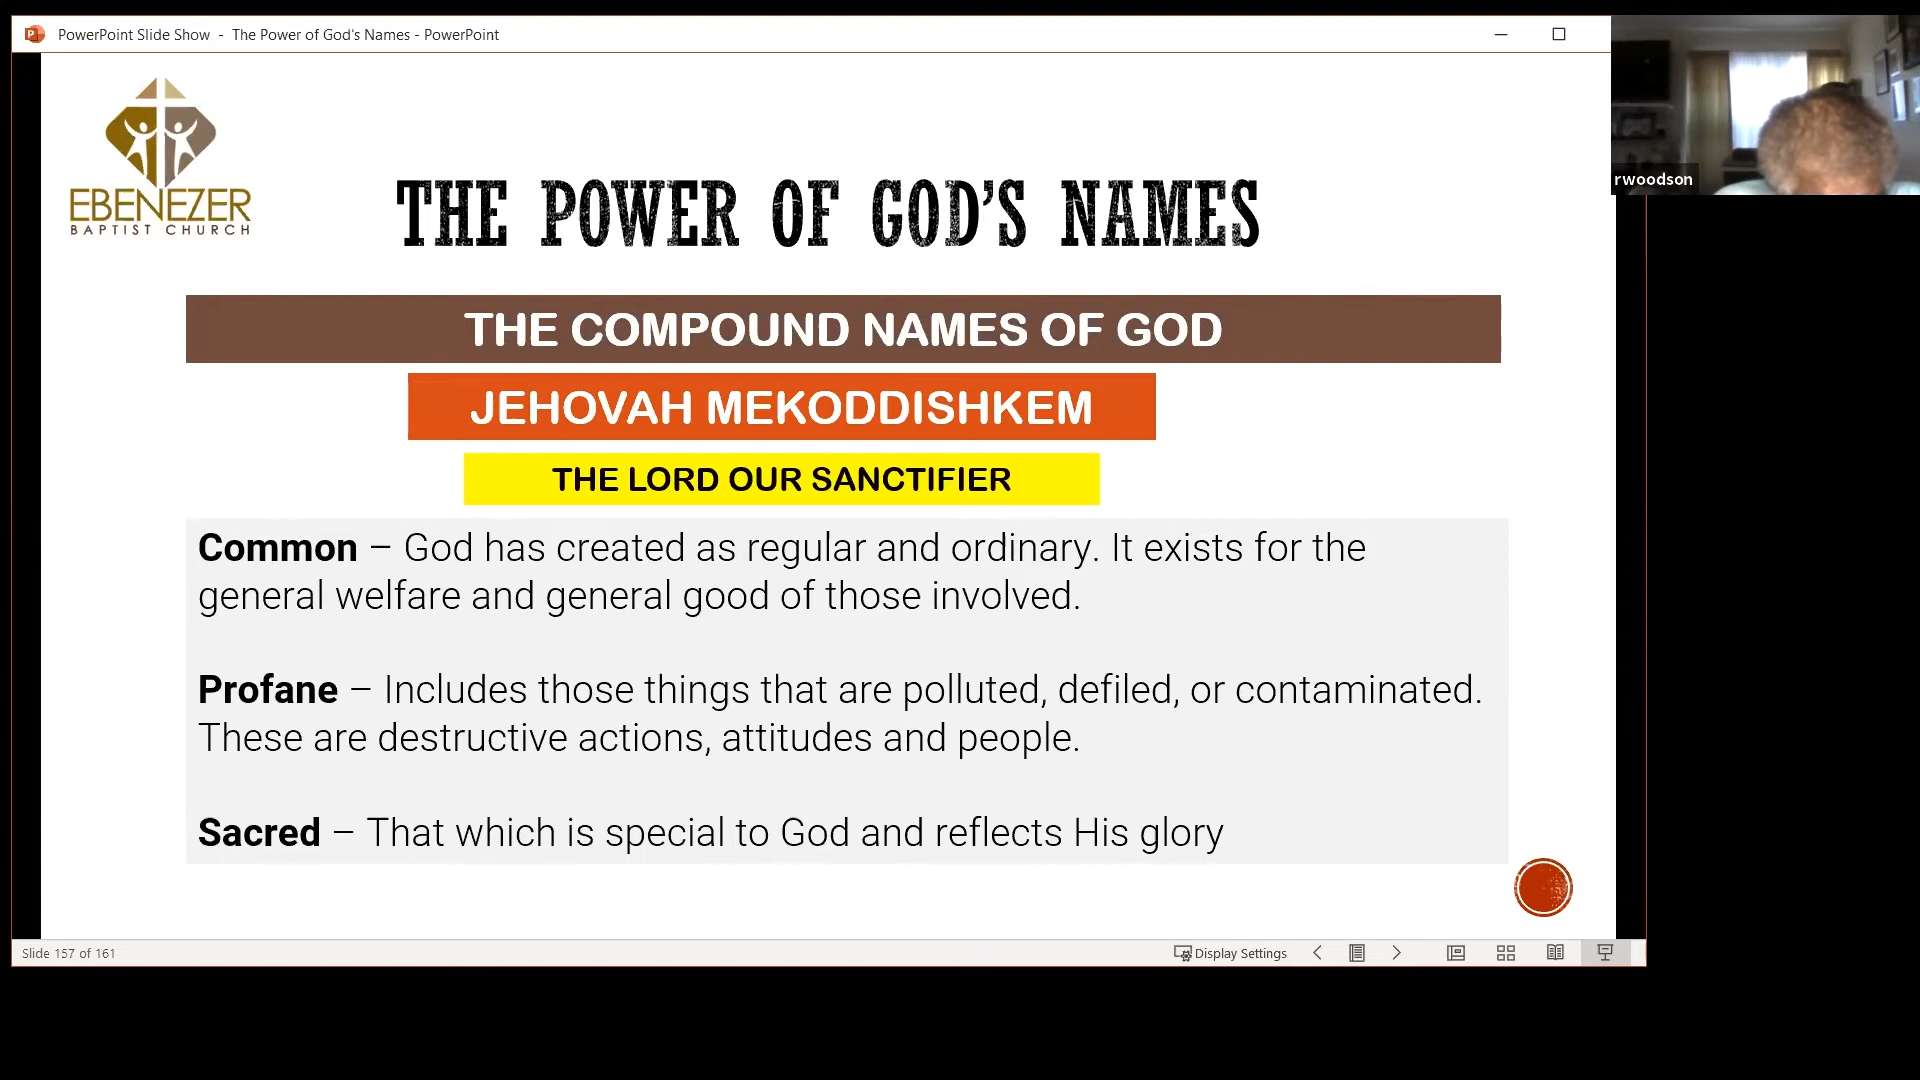 PowerPoint Slide Show - The Power of God's Names - PowerPoint
rwoodson
EBENEZER
BAPTIST CHURCH
THE POWER OF GOD'S NAMES
THE COMPOUND NAMES OF GOD
JEHOVAH MEKODDISHKEM
THE LORD OUR SANCTIFIER
Common – God has created as regular and ordinary. It exists for the
general welfare and general good of those involved.
Profane – Includes those things that are polluted, defiled, or contaminated.
These are destructive actions, attitudes and people.
Sacred – That which is special to God and reflects His glory
Slide 157 of 161
Display Settings